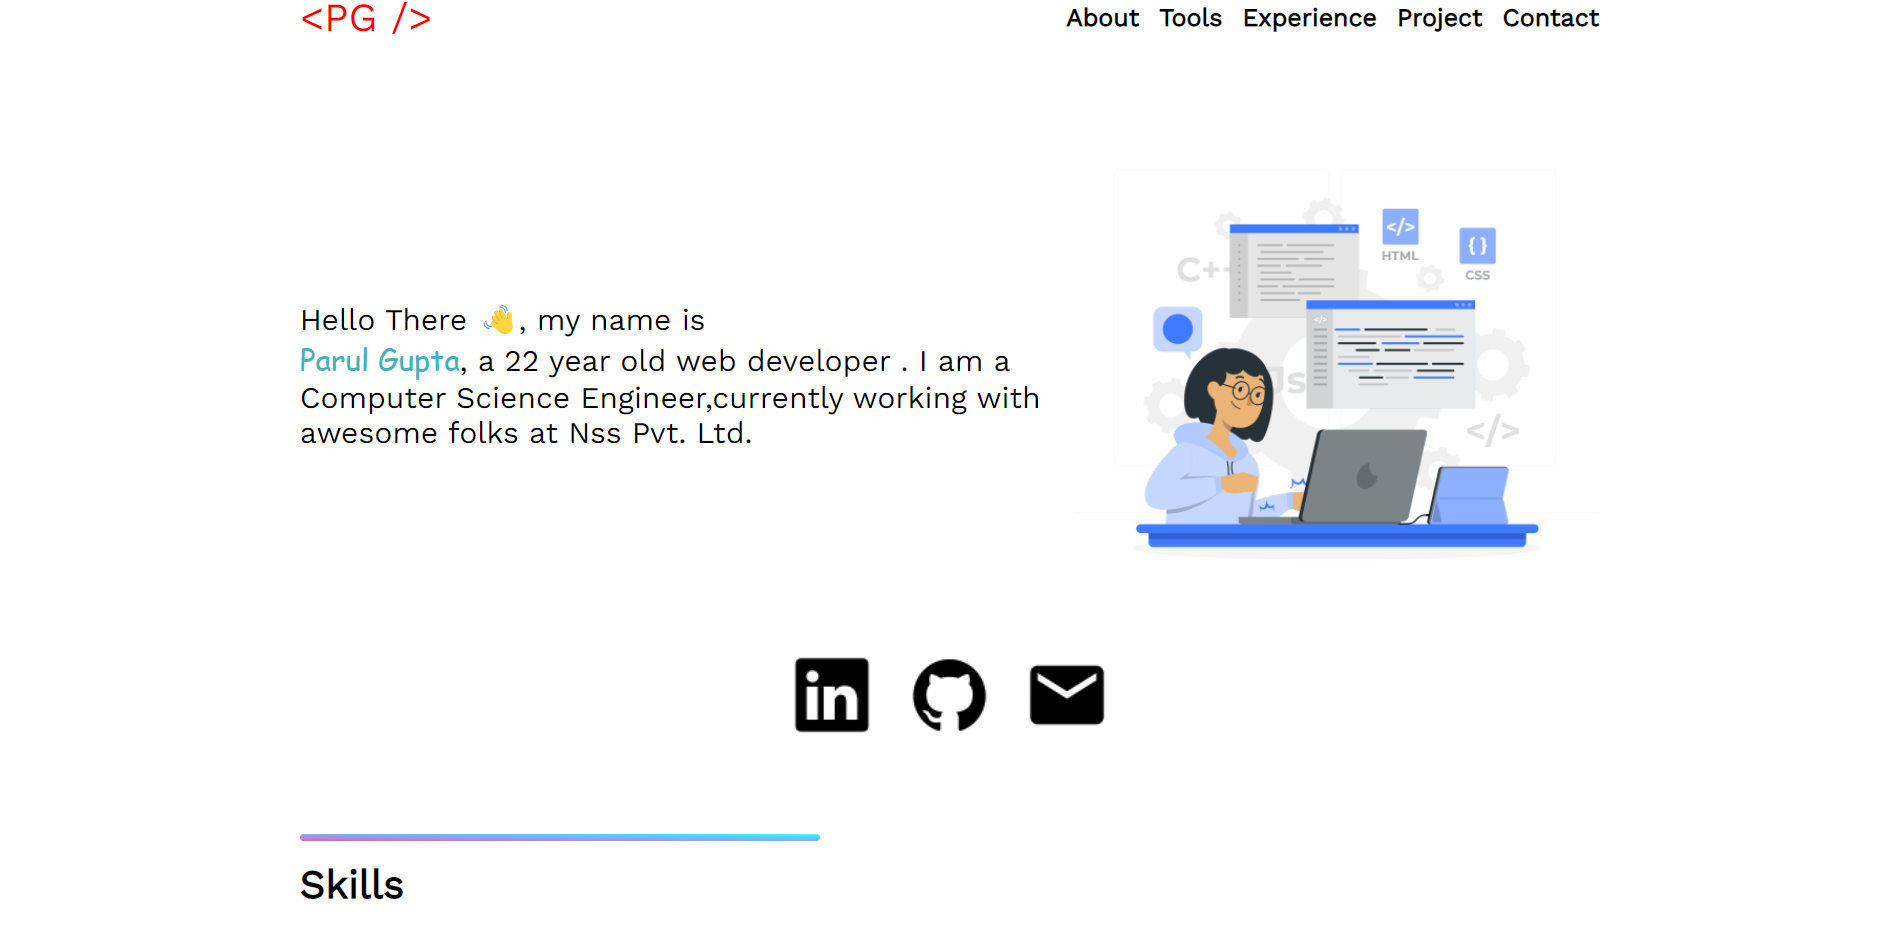 <PG />
About Tools Experience Project Contact
Hello There 👋, my name is
Parul Gupta, a 22 year old web developer . I am a
Computer Science Engineer,currently working with
awesome folks at Nss Pvt. Ltd.
C++
</>
HTML
{ }
CSS
</>
Js
</>
in
Skills